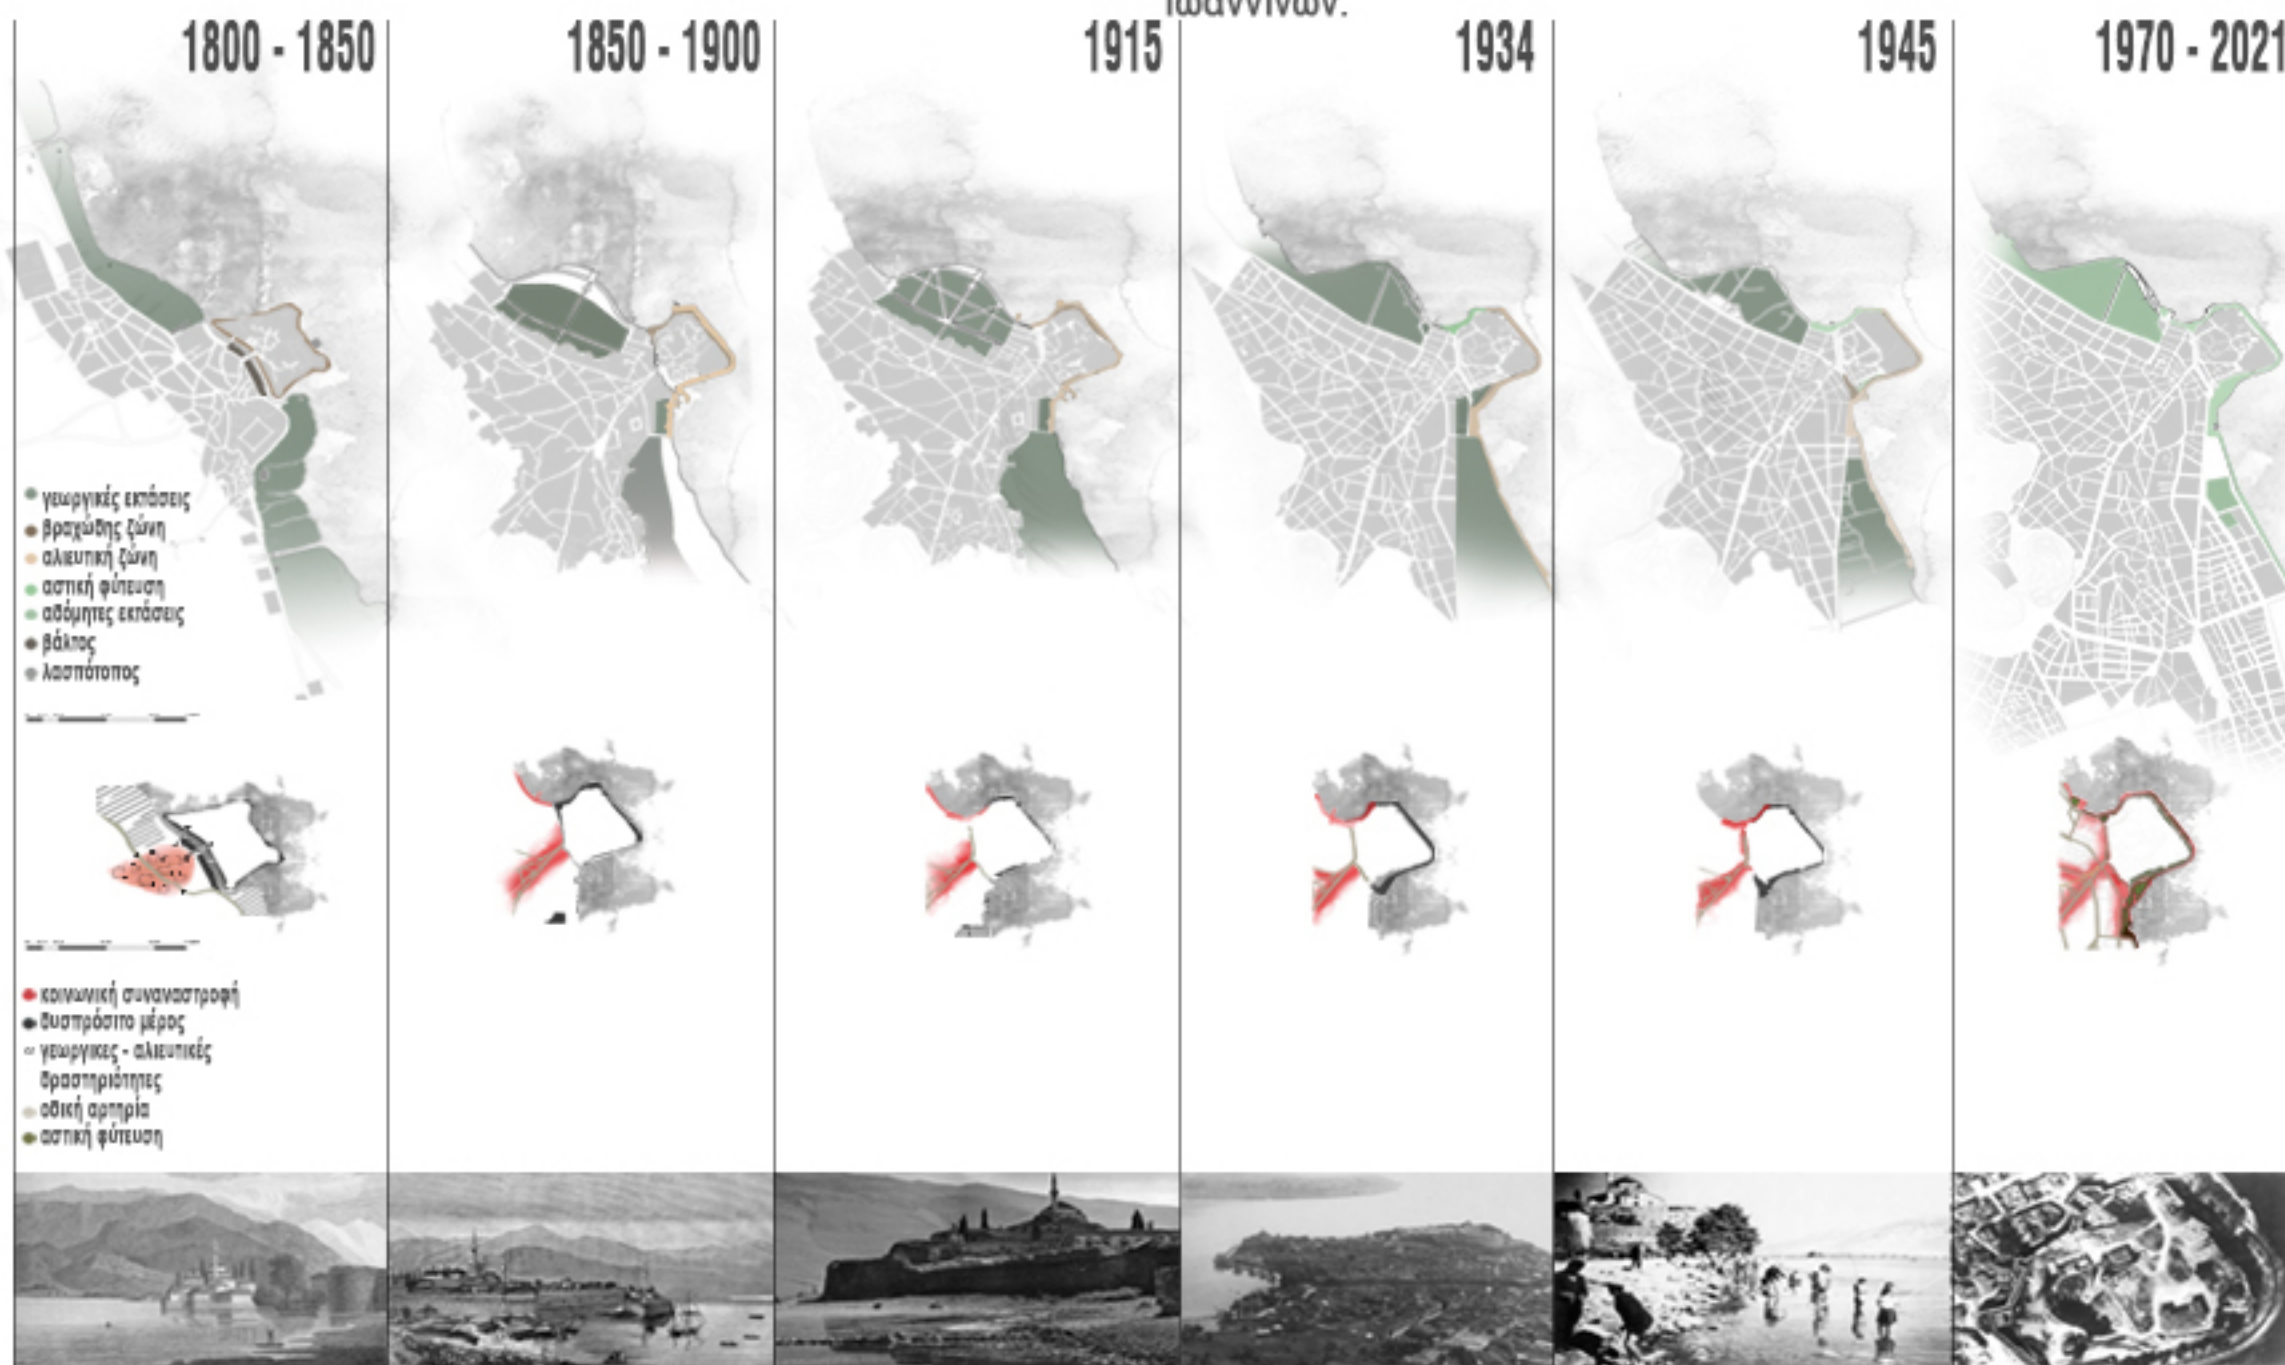 Ιωαννίνων.
1800 - 1850
1850 - 1900
1915
1934
1945
1970 - 2021
γεωργικές εκτάσεις
βραχώδης ζώνη
αλιευτική ζώνη
αστική φύτευση
αδόμητες εκτάσεις
βάλτος
λασπότοπος
κοινωνική συναναστροφή
δυσπρόσιτο μέρος
γεωργικες - αλιευτικές
δραστηριότητες
οδική αρτηρία
αστική φύτευση